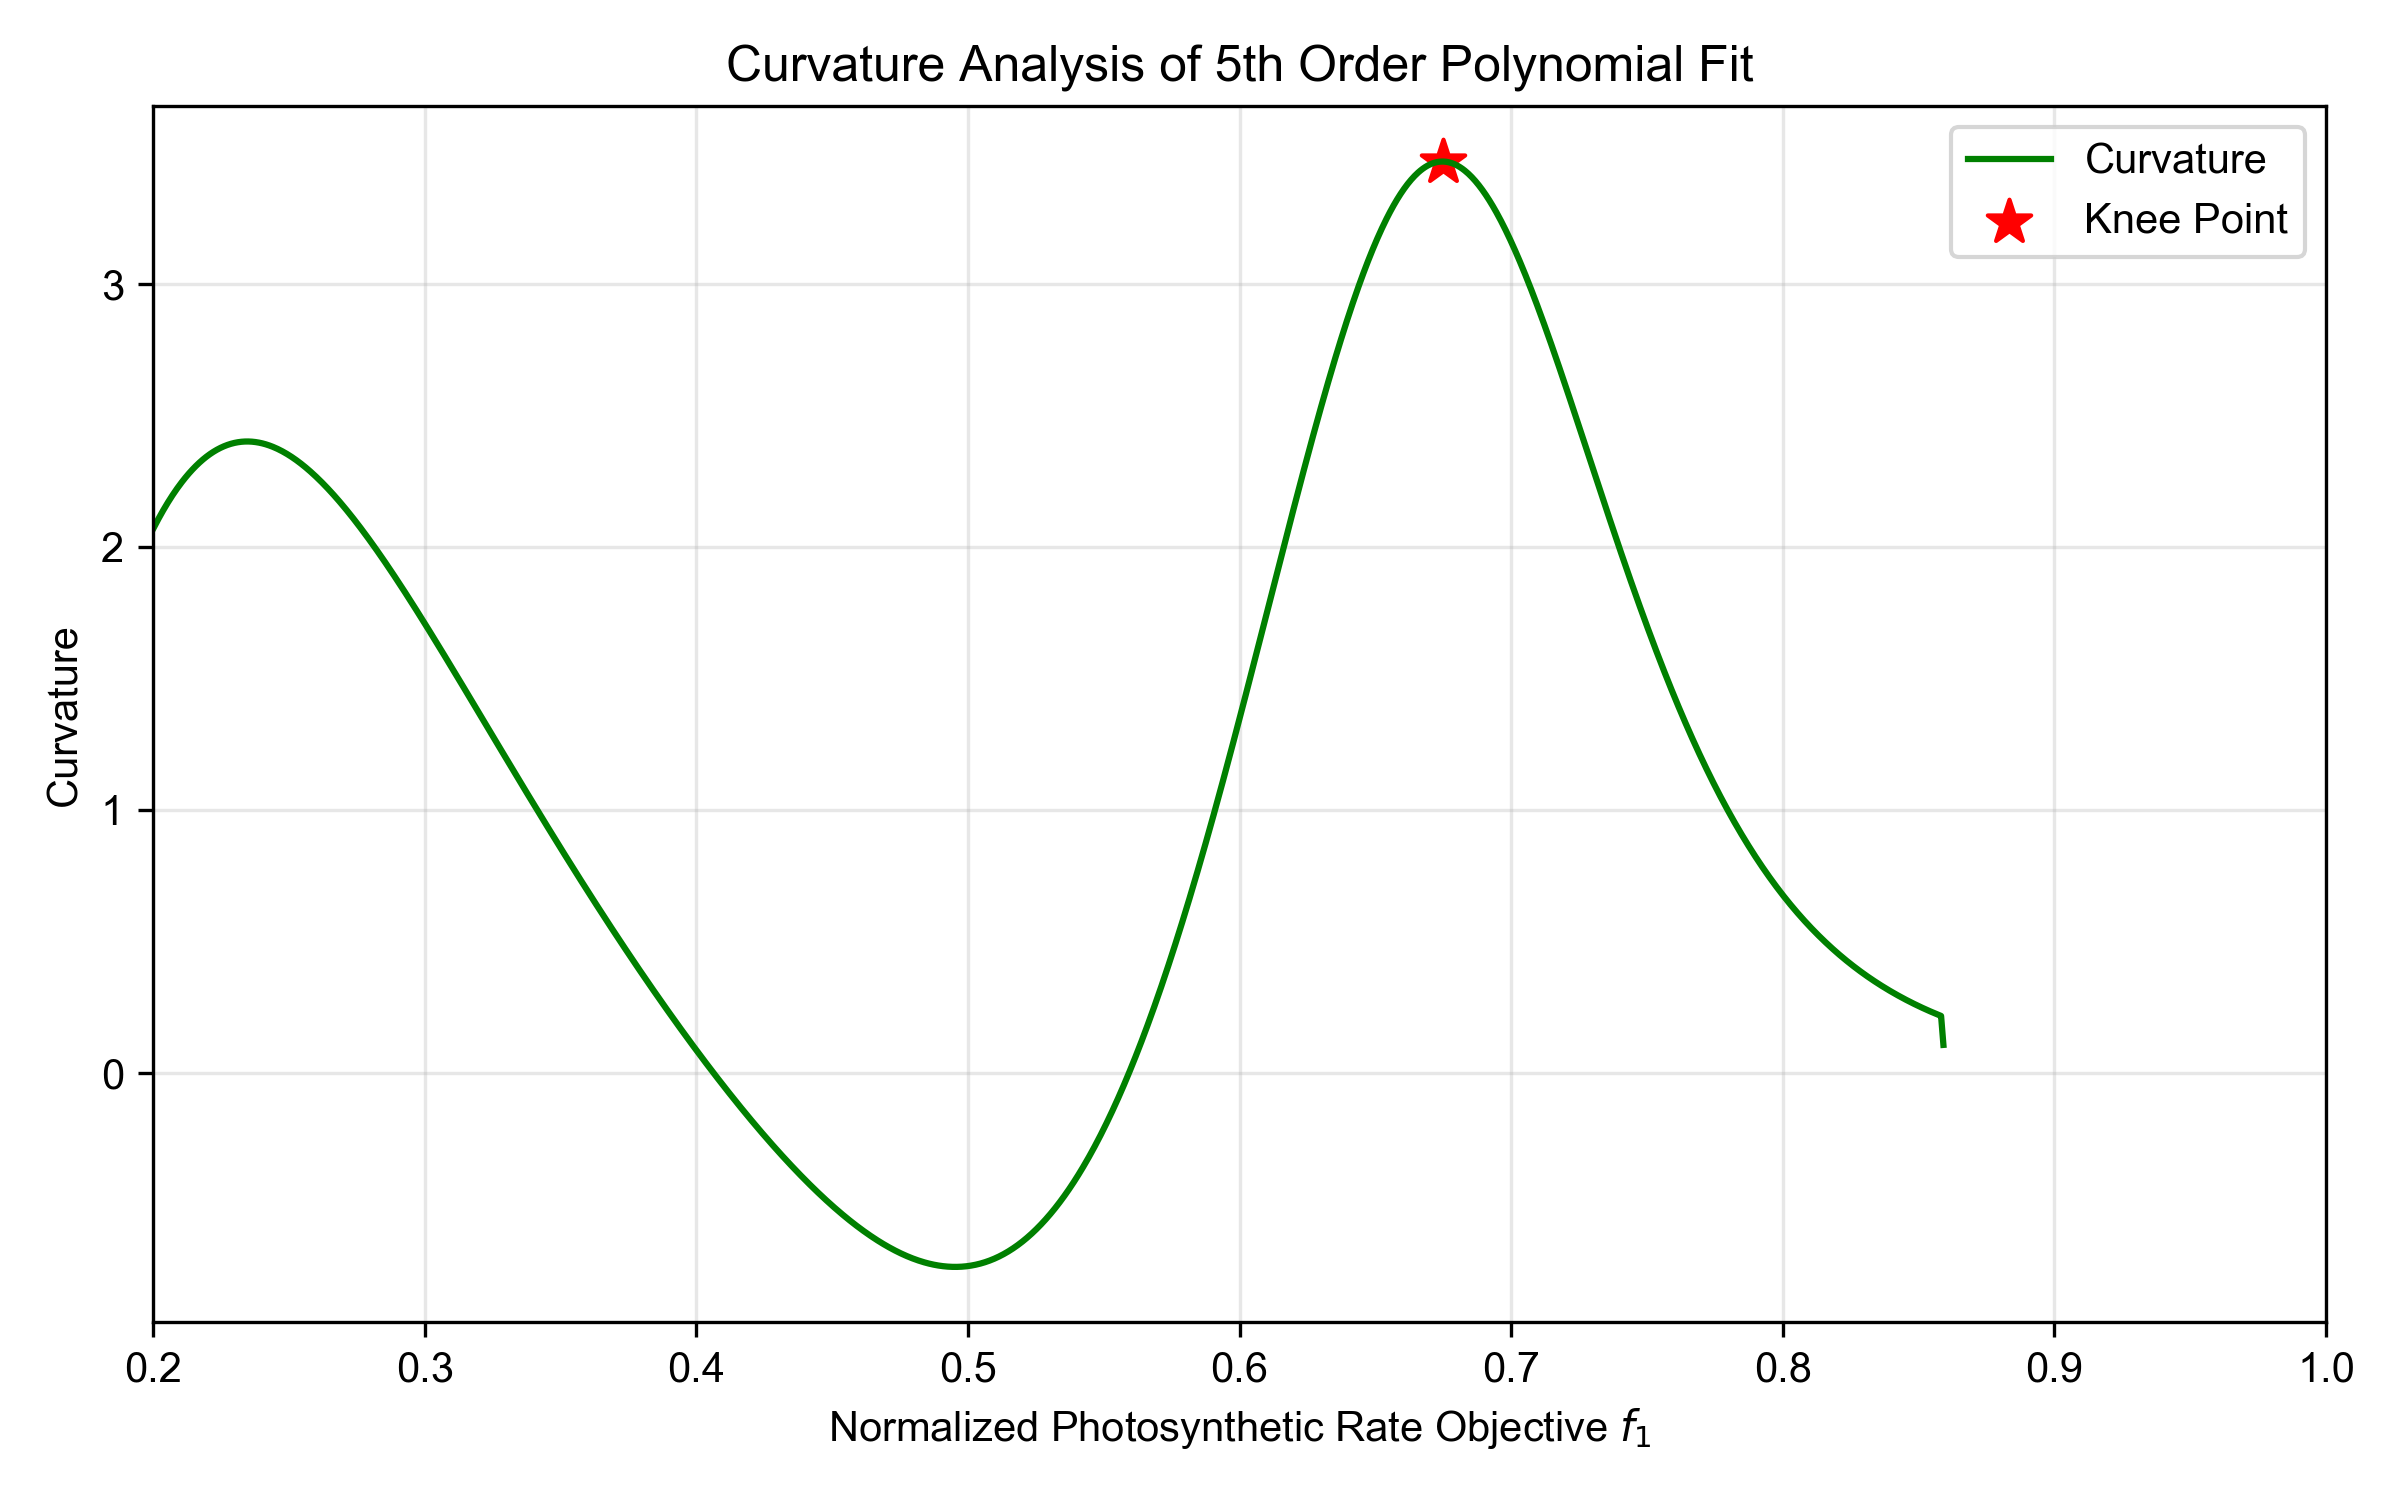 Curvature Analysis of 5th Order Polynomial Fit
Curvature
Knee Point
3
2
1
0
Curvature
0.2 0.3 0.4 0.5 0.6 0.7 0.8 0.9 1.0
Normalized Photosynthetic Rate Objective f₁